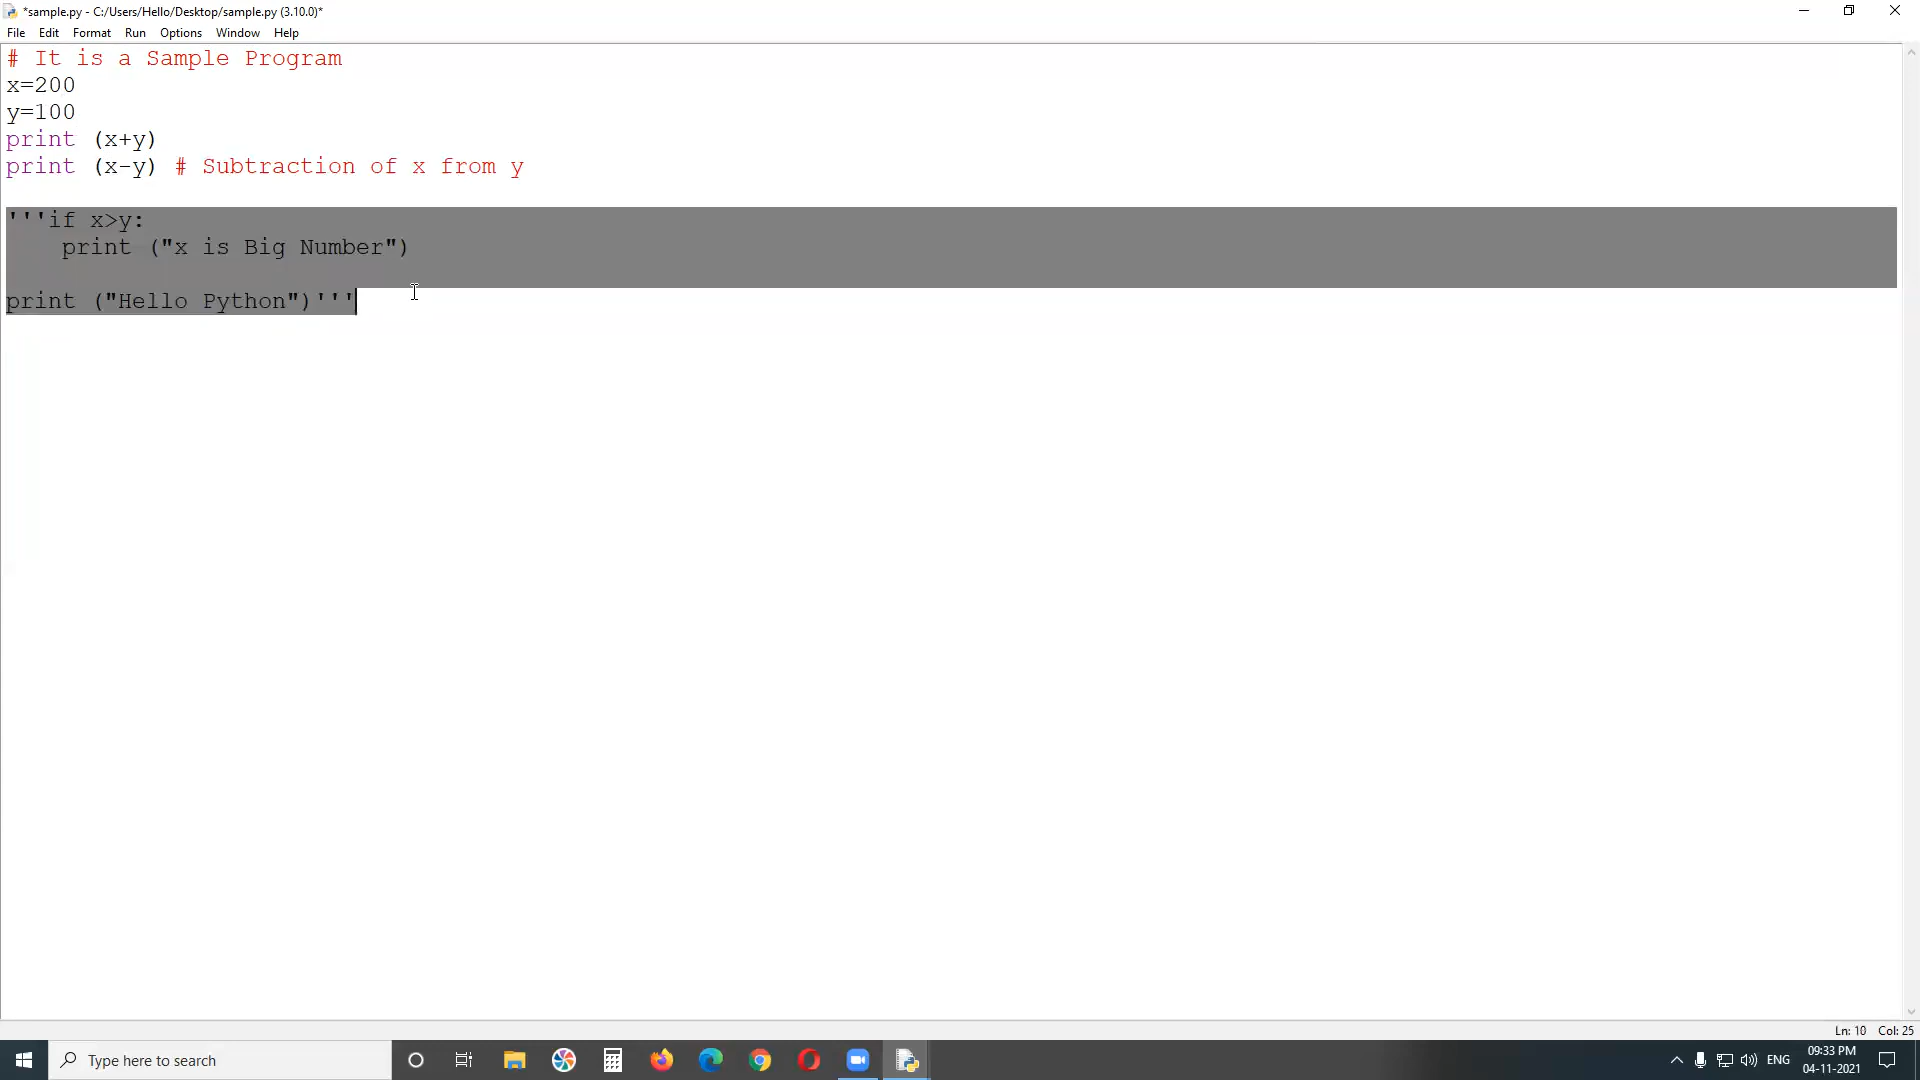 *sample.py - C:/Users/Hello/Desktop/sample.py (3.10.0)*
File Edit Format Run Options Window Help
# It is a Sample Program
x=200
y=100
print (x+y)
print (x-y) # Subtraction of x from y
'''if x>y:
    print ("x is Big Number")
print ("Hello Python")'''
Ln: 10 Col: 25
Type here to search
ENG
09:33 PM
04-11-2021